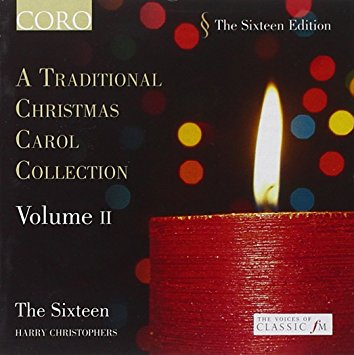 CORO
§ The Sixteen Edition
A TRADITIONAL
CHRISTMAS
CAROL
COLLECTION
Volume II
The Sixteen
HARRY CHRISTOPHERS
THE VOICES OF
CLASSIC fM